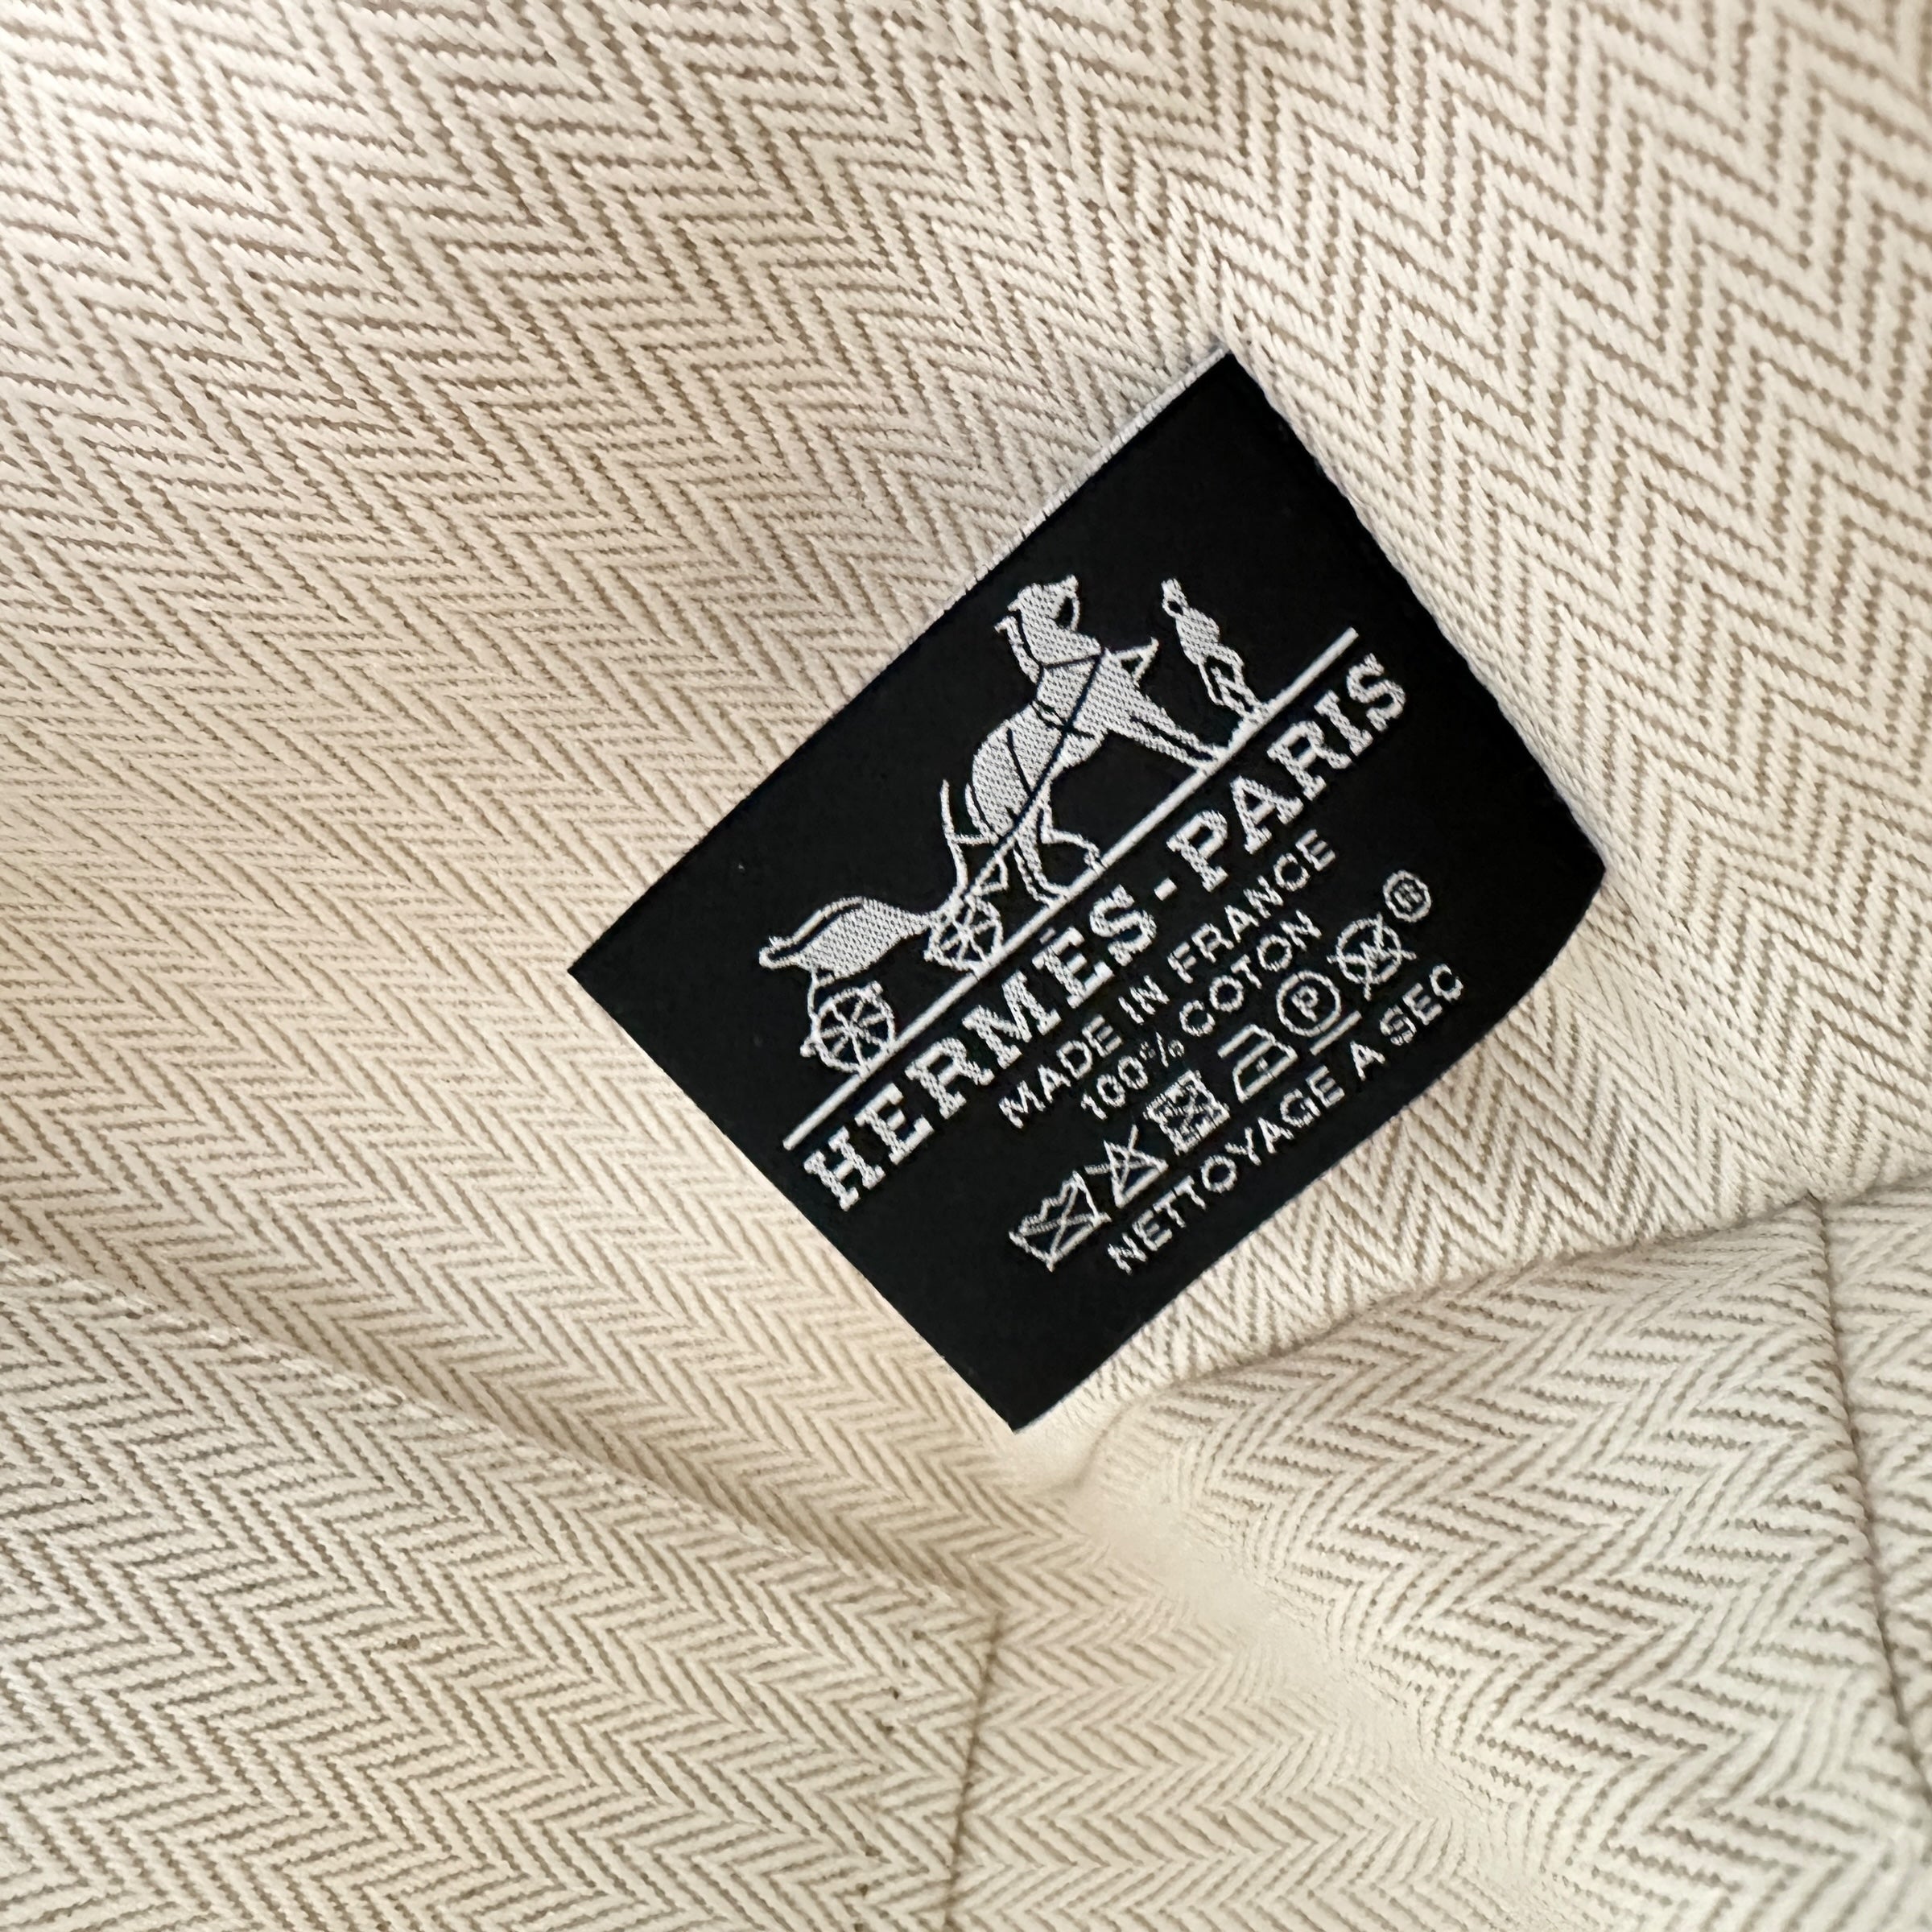 HERMÈS-PARIS
MADE IN FRANCE
100% COTON
P
®
NETTOYAGE A SEC